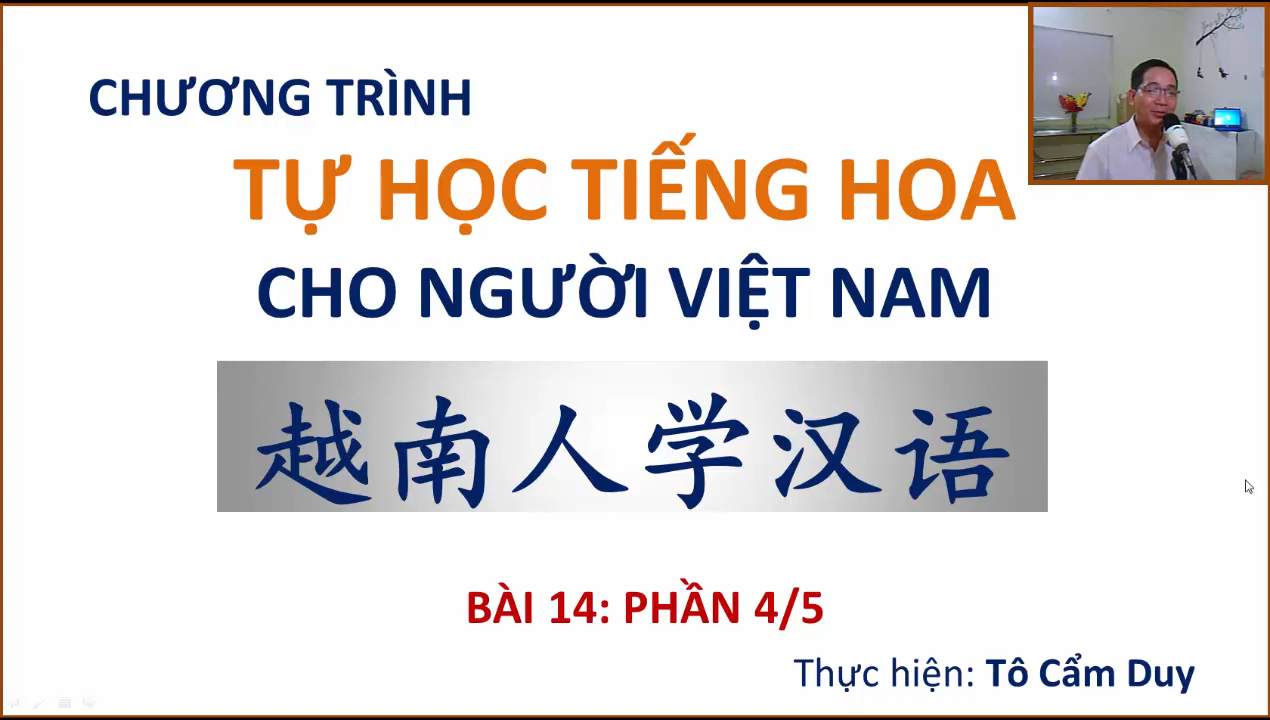 CHƯƠNG TRÌNH
TỰ HỌC TIẾNG HOA
CHO NGƯỜI VIỆT NAM
越南人学汉语
BÀI 14: PHẦN 4/5
Thực hiện: Tô Cẩm Duy